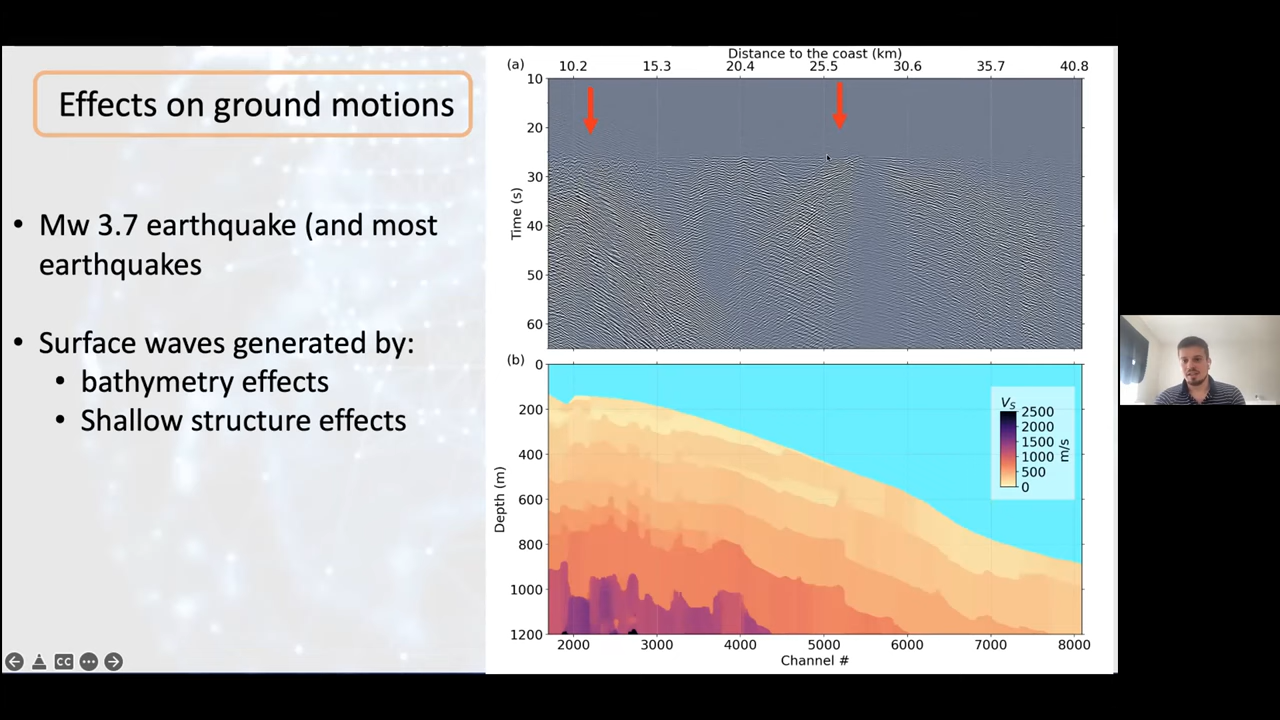 Effects on ground motions
• Mw 3.7 earthquake (and most
earthquakes
• Surface waves generated by:
• bathymetry effects
• Shallow structure effects
CC
(a)
Distance to the coast (km)
10.2 15.3 20.4 25.5 30.6 35.7 40.8
Time (s)
10
20
30
40
50
60
(b)
Depth (m)
0
200
400
600
800
1000
1200
Vs
2500
2000
1500
1000
500
0
m/s
2000 3000 4000 5000 6000 7000 8000
Channel #